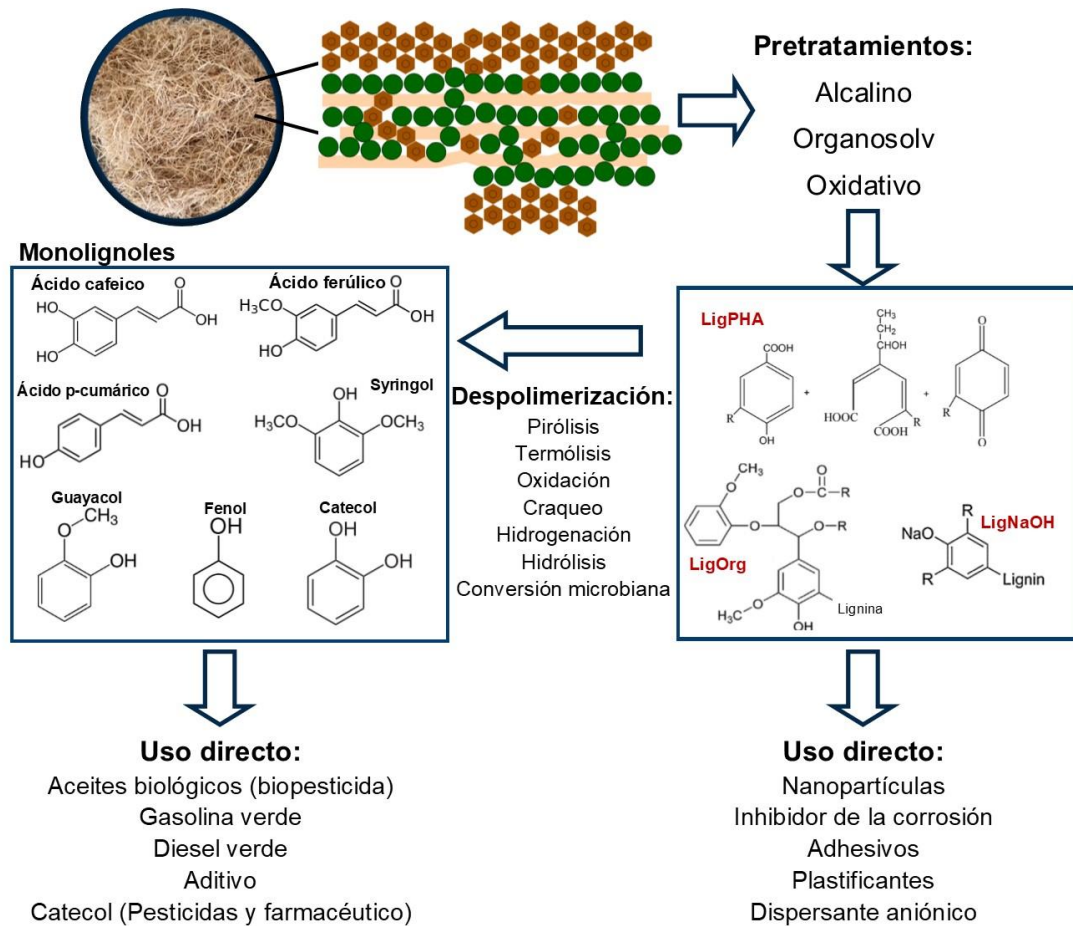 Pretratamientos:
Alcalino
Organosolv
Oxidativo
Monolignoles
Ácido cafeico
HO
HO
O
OH
Ácido ferúlico
H₃CO
HO
O
OH
Ácido p-cumárico
HO
O
OH
Syringol
OH
H₃CO
OCH₃
Guayacol
CH₃
O
OH
Fenol
OH
Catecol
OH
OH
Despolimerización:
Pirólisis
Termólisis
Oxidación
Craqueo
Hidrogenación
Hidrólisis
Conversión microbiana
LigPHA
COOH
R
OH
+
CH₃
CH₂
CHOH
HOOC
COOH
R
+
O
R
O
OCH₃
O
O–C–R
O
O–R
LigOrg
H₃C
O
OH
Lignina
LigNaOH
R
NaO
R
Lignin
Uso directo:
Aceites biológicos (biopesticida)
Gasolina verde
Diesel verde
Aditivo
Catecol (Pesticidas y farmacéutico)
Uso directo:
Nanopartículas
Inhibidor de la corrosión
Adhesivos
Plastificantes
Dispersante aniónico